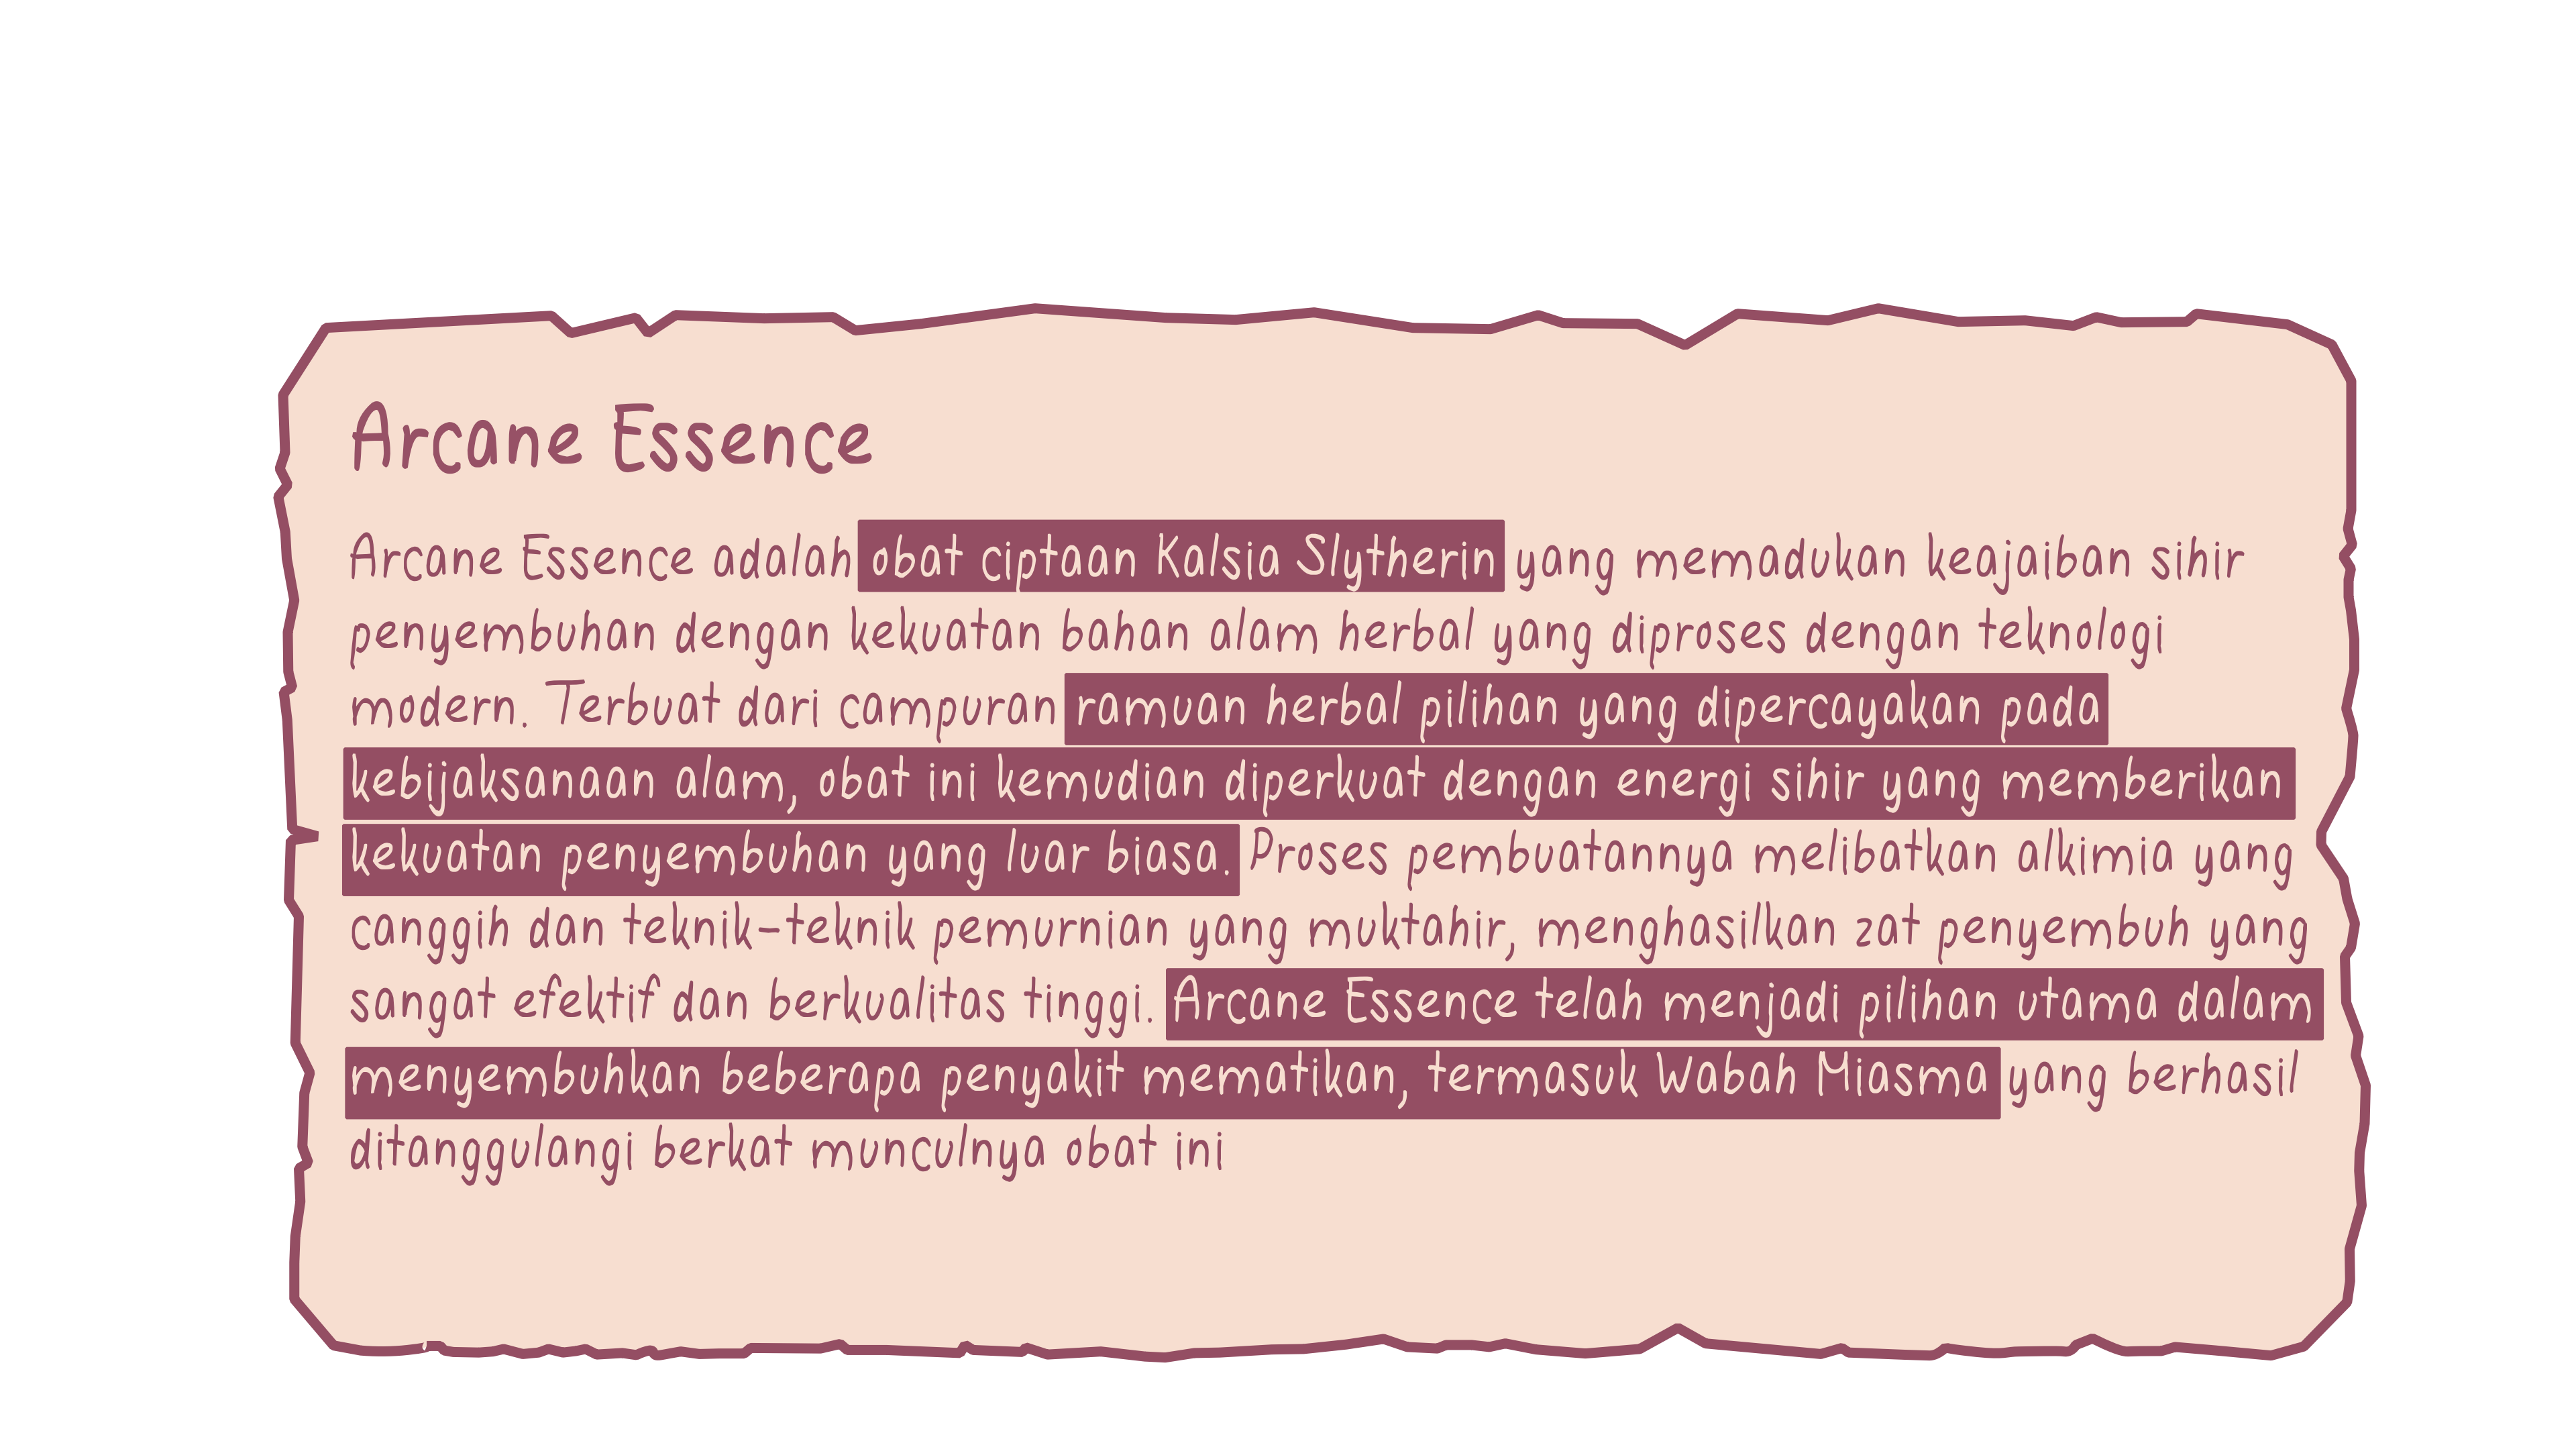 Arcane Essence
Arcane Essence adalah obat ciptaan Kalsia Slytherin yang memadukan keajaiban sihir
penyembuhan dengan kekuatan bahan alam herbal yang diproses dengan teknologi
modern. Terbuat dari campuran ramuan herbal pilihan yang dipercayakan pada
kebijaksanaan alam, obat ini kemudian diperkuat dengan energi sihir yang memberikan
kekuatan penyembuhan yang luar biasa. Proses pembuatannya melibatkan alkimia yang
canggih dan teknik-teknik pemurnian yang muktahir, menghasilkan zat penyembuh yang
sangat efektif dan berkualitas tinggi. Arcane Essence telah menjadi pilihan utama dalam
menyembuhkan beberapa penyakit mematikan, termasuk Wabah Miasma yang berhasil
ditanggulangi berkat munculnya obat ini